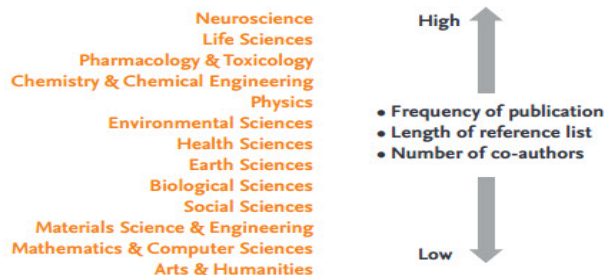 Neuroscience
Life Sciences
Pharmacology & Toxicology
Chemistry & Chemical Engineering
Physics
Environmental Sciences
Health Sciences
Earth Sciences
Biological Sciences
Social Sciences
Materials Science & Engineering
Mathematics & Computer Sciences
Arts & Humanities
High
• Frequency of publication
• Length of reference list
• Number of co-authors
Low